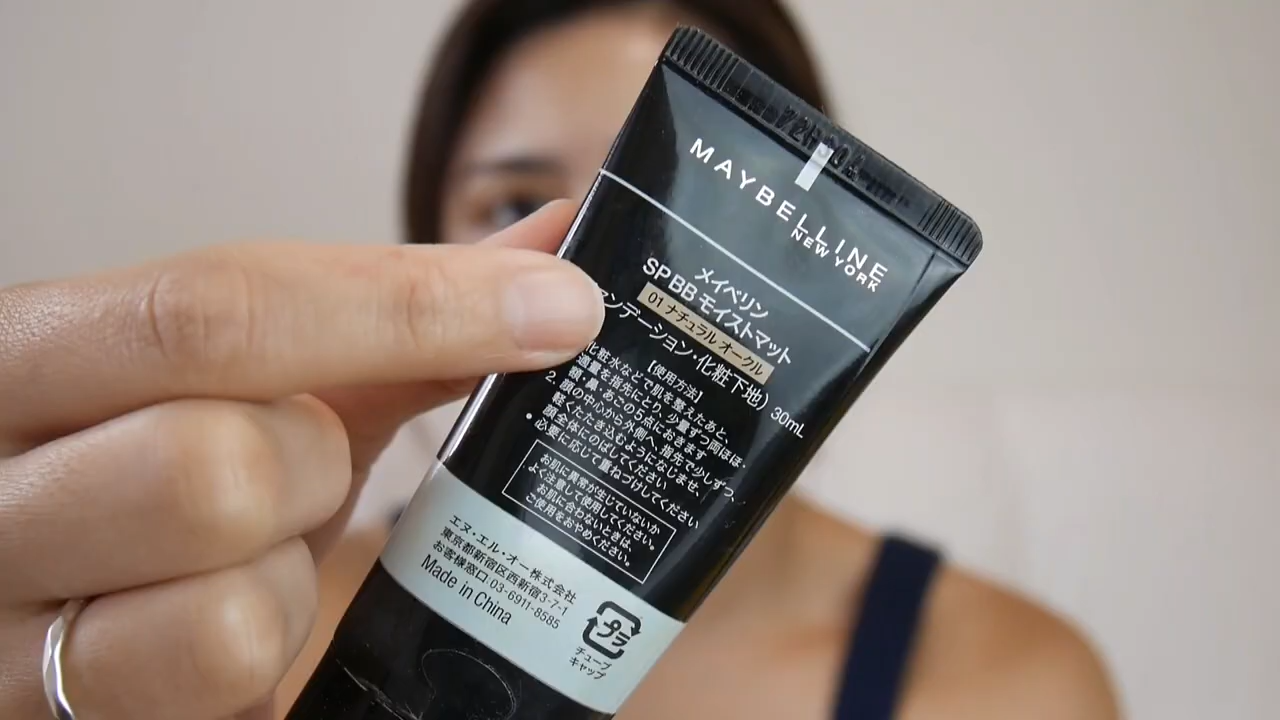 MAYBELLINE
NEW YORK
メイベリン
SP BB モイストマット
01 ナチュラル オークル
ンデーション・化粧下地) 30mL
【使用方法】
化粧水などで肌を整えたあと、
適量を指先にとり、少量ずつ両ほほ・
額・鼻・あごの5点におきます
2. 顔の中心から外側へ、指先で少しずつ、
軽くたたき込むようになじませ、
顔全体にのばしてください
• 必要に応じて重ねづけしてください
お肌に異常が生じていないか
よく注意して使用してください。
お肌に合わないときは、
ご使用をおやめください。
エヌ・エル・オー株式会社
東京都新宿区西新宿3-7-1
お客様窓口:03-6911-8585
Made in China
プラ
チューブ
キャップ